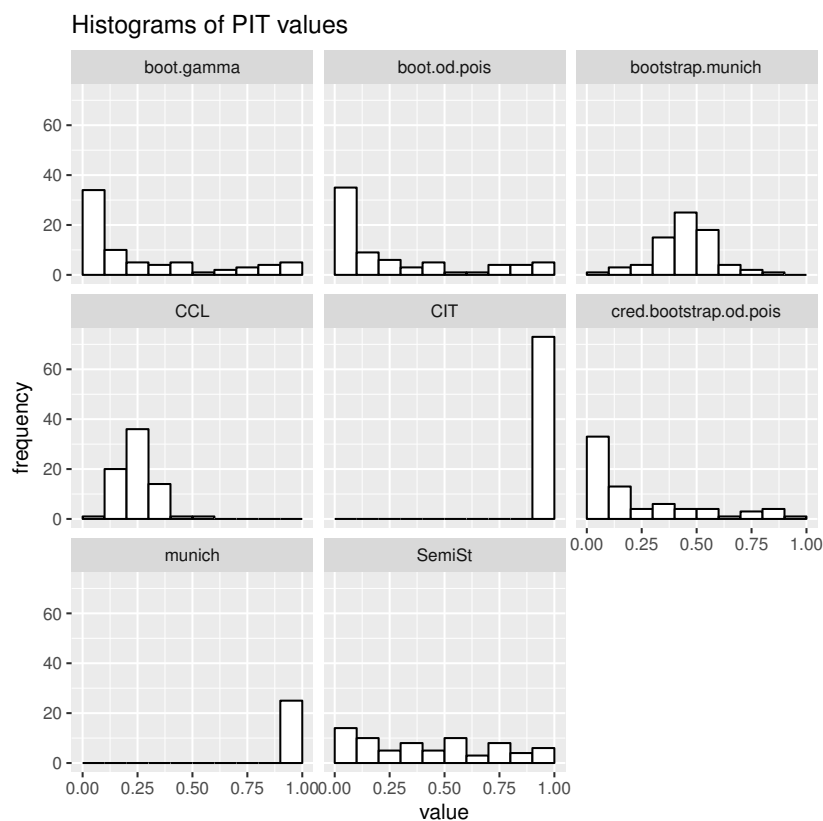 Histograms of PIT values
boot.gamma
boot.od.pois
bootstrap.munich
60
40
20
0
CCL
CIT
cred.bootstrap.od.pois
60
40
20
0
frequency
0.00 0.25 0.50 0.75 1.00
munich
SemiSt
60
40
20
0
0.00 0.25 0.50 0.75 1.00
0.00 0.25 0.50 0.75 1.00
value